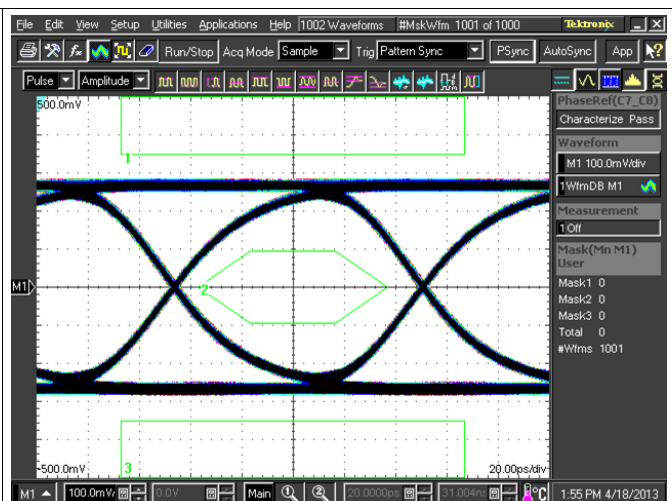 File Edit View Setup Utilities Applications Help 1002 Waveforms #MskWfm 1001 of 1000 Tektronix
Run/Stop Acq Mode Sample Trig Pattern Sync PSync AutoSync App
Pulse Amplitude
500.0mV
1
2
M1
3
-500.0mV
20.00ps/div
PhaseRef(C7_C8)
Characterize Pass
Waveform
M1 100.0mV/div
1 WfmDB M1
Measurement
1 Off
Mask(Mn M1)
User
Mask1 0
Mask2 0
Mask3 0
Total 0
#Wfms 1001
M1 100.0mV/ 0.0V Main 1 2 20.0000ps 31.004ns °C 1:55 PM 4/18/2013